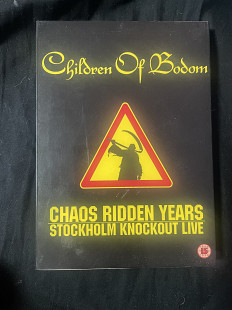 Children Of Bodom
CHAOS RIDDEN YEARS
STOCKHOLM KNOCKOUT LIVE